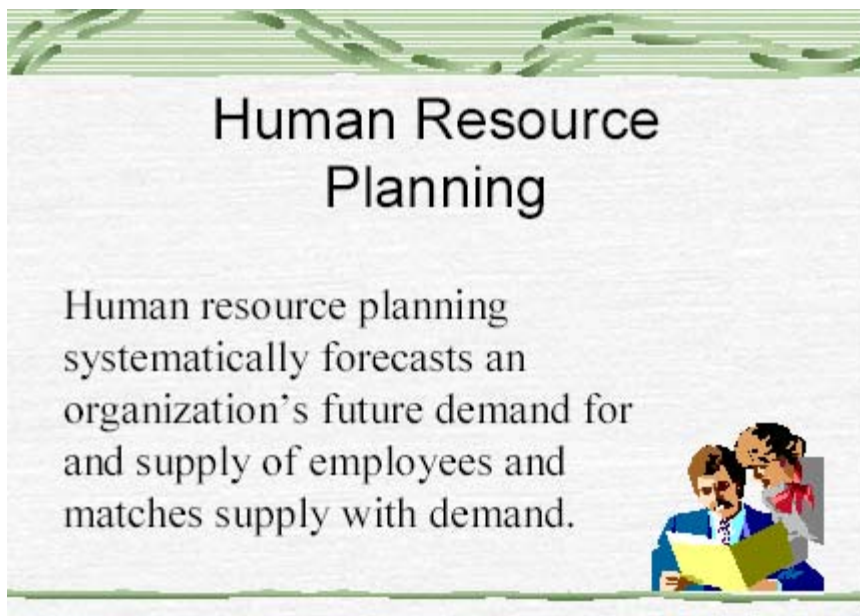 Human Resource
Planning
Human resource planning
systematically forecasts an
organization’s future demand for
and supply of employees and
matches supply with demand.